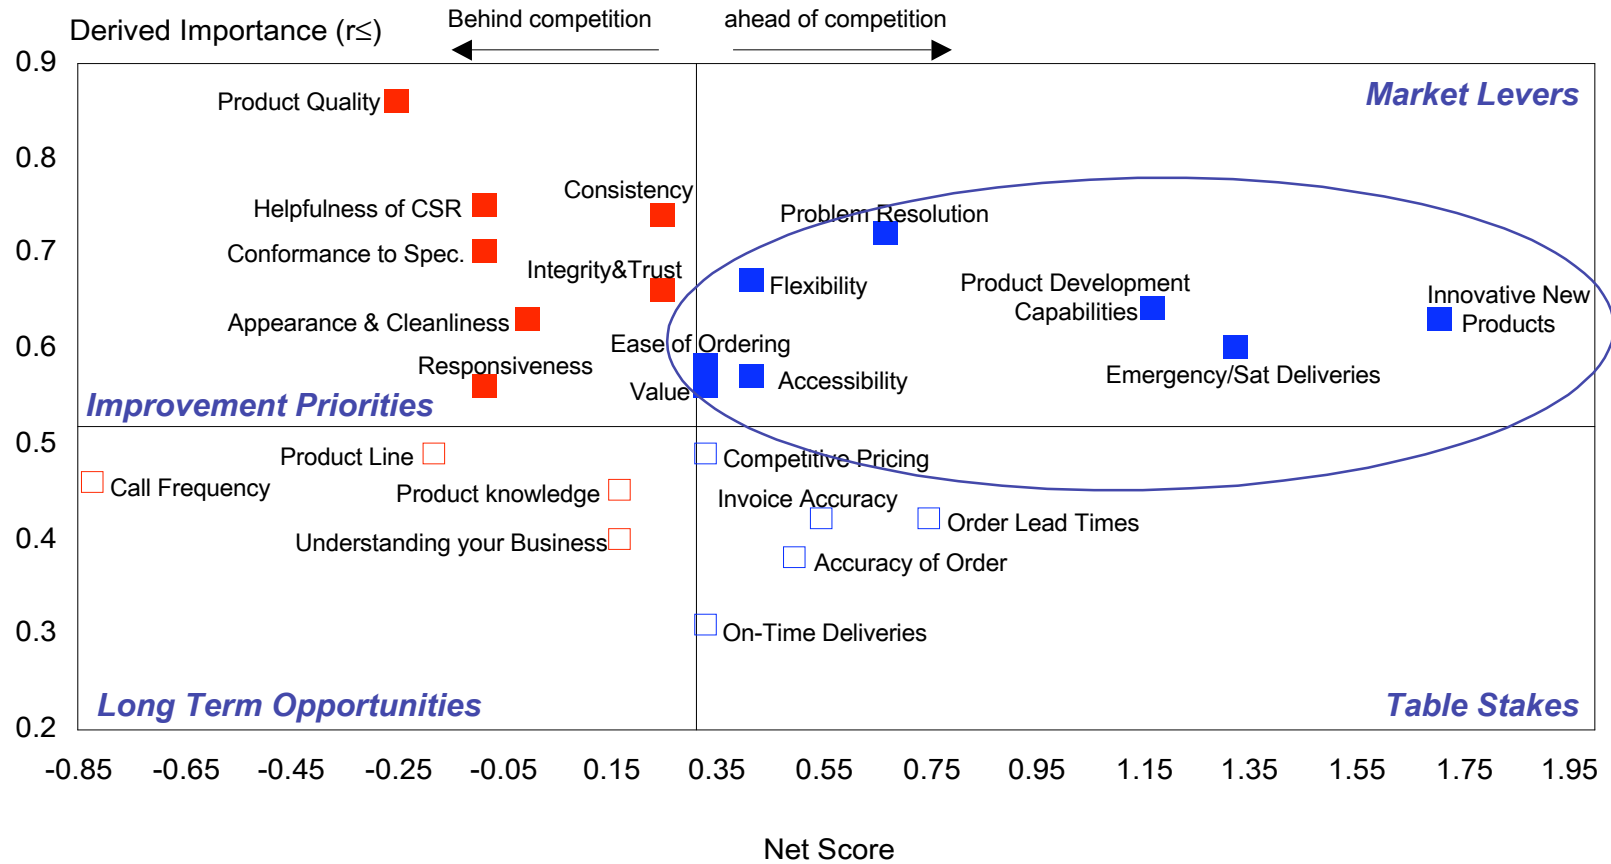 Behind competition
ahead of competition
Derived Importance (r≤)
0.9
Product Quality
Market Levers
0.8
Consistency
Helpfulness of CSR
Problem Resolution
0.7
Conformance to Spec.
Integrity&Trust
Flexibility
Product Development
Capabilities
Innovative New
Products
Appearance & Cleanliness
0.6
Ease of Ordering
Responsiveness
Value
Accessibility
Emergency/Sat Deliveries
Improvement Priorities
0.5
Product Line
Competitive Pricing
Call Frequency
Product knowledge
Invoice Accuracy
Order Lead Times
0.4
Understanding your Business
Accuracy of Order
0.3
On-Time Deliveries
Long Term Opportunities
Table Stakes
0.2
-0.85 -0.65 -0.45 -0.25 -0.05 0.15 0.35 0.55 0.75 0.95 1.15 1.35 1.55 1.75 1.95
Net Score